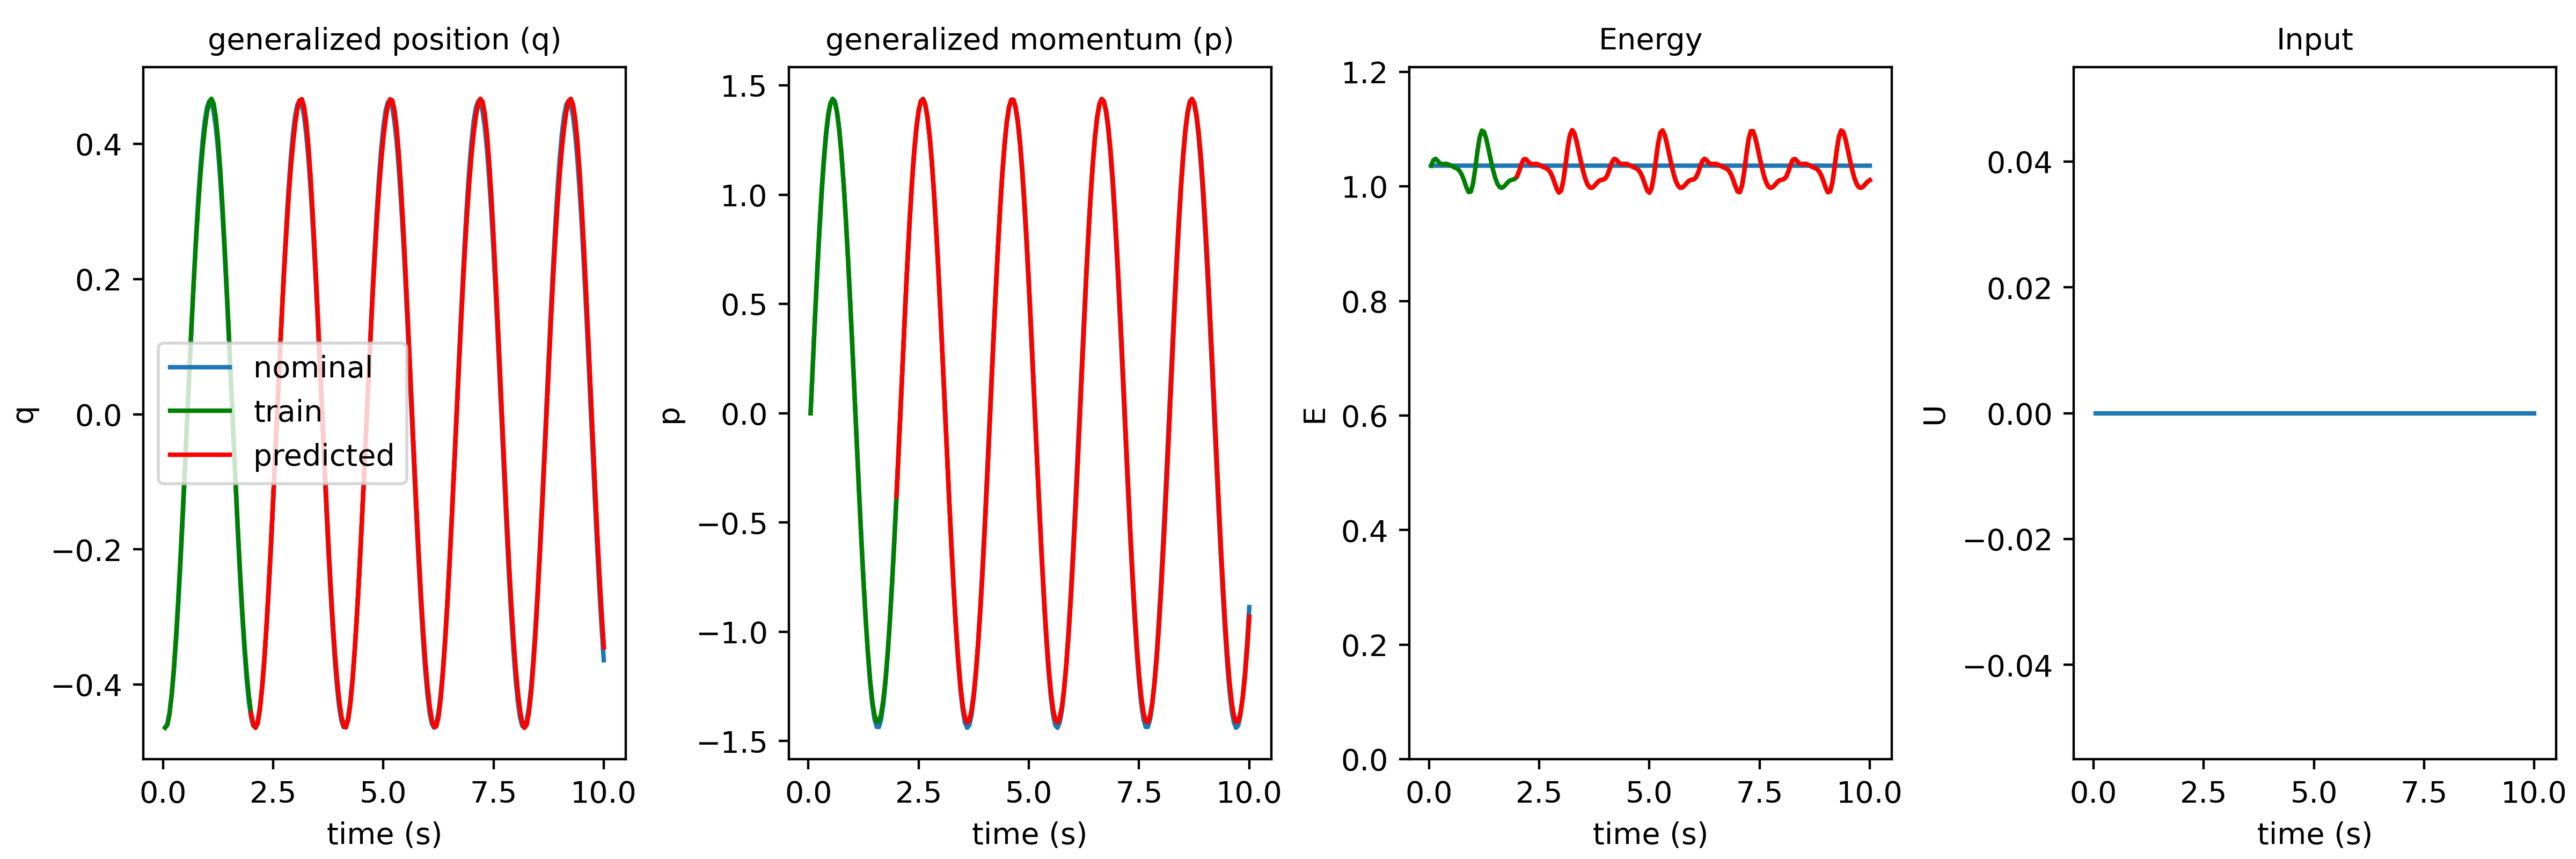 generalized position (q)
q
0.4
0.2
0.0
−0.2
−0.4
nominal
train
predicted
0.0 2.5 5.0 7.5 10.0
time (s)
generalized momentum (p)
p
1.5
1.0
0.5
0.0
−0.5
−1.0
−1.5
0.0 2.5 5.0 7.5 10.0
time (s)
Energy
E
1.2
1.0
0.8
0.6
0.4
0.2
0.0
0.0 2.5 5.0 7.5 10.0
time (s)
Input
U
0.04
0.02
0.00
−0.02
−0.04
0.0 2.5 5.0 7.5 10.0
time (s)